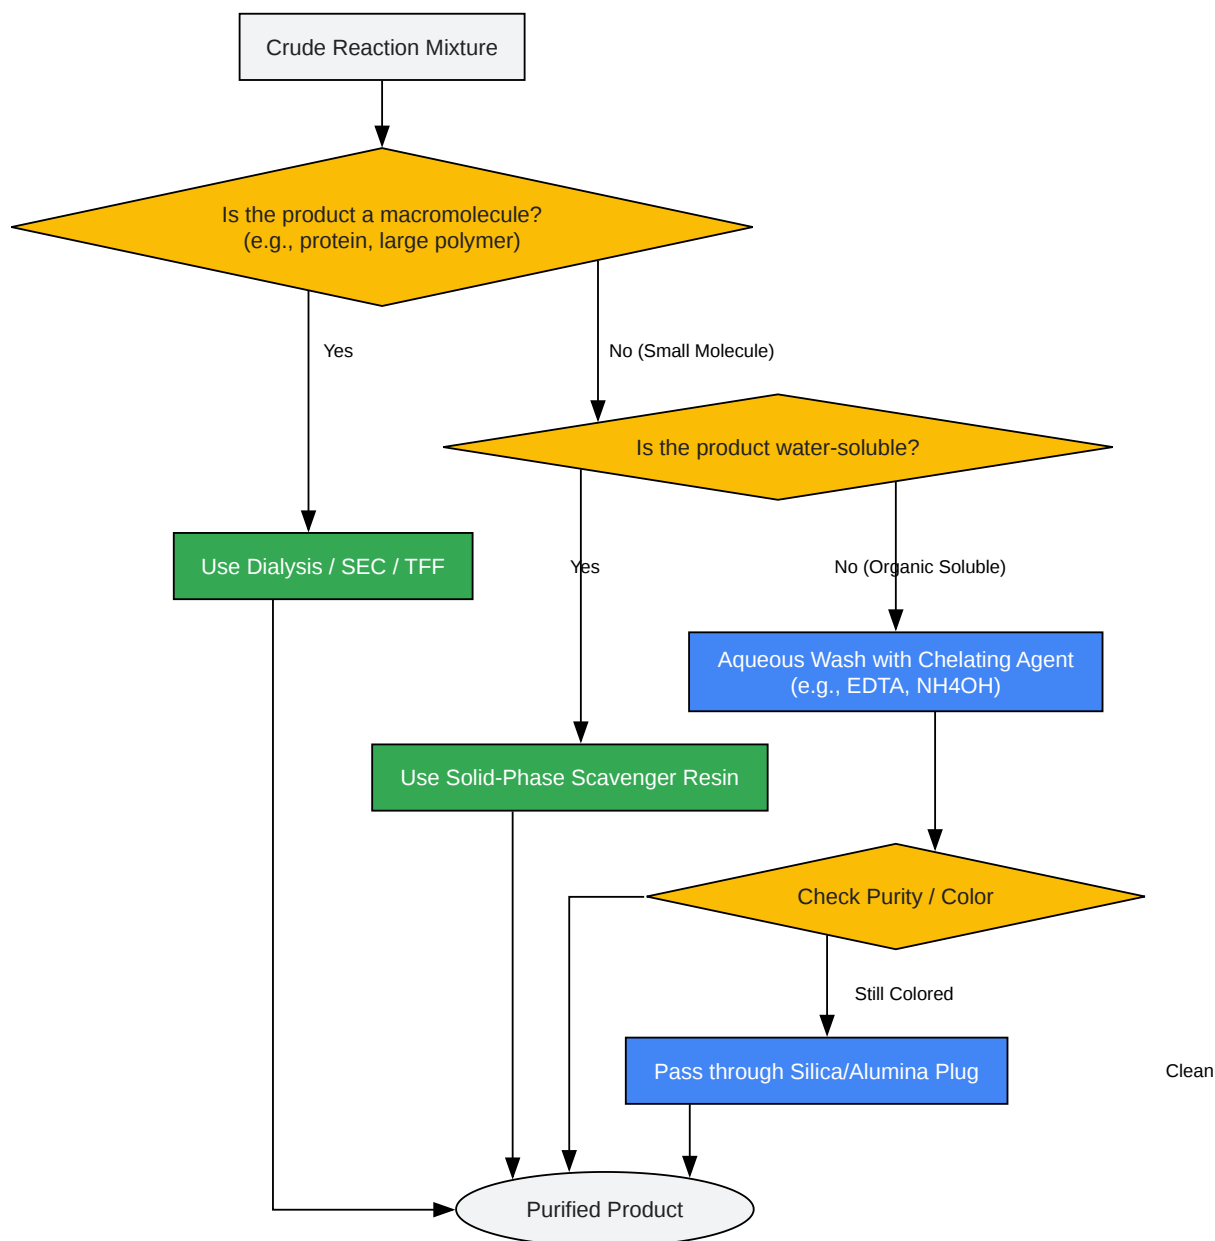 Crude Reaction Mixture
Is the product a macromolecule?
(e.g., protein, large polymer)
Yes
No (Small Molecule)
Is the product water-soluble?
Use Dialysis / SEC / TFF
Yes
No (Organic Soluble)
Aqueous Wash with Chelating Agent
(e.g., EDTA, NH4OH)
Use Solid-Phase Scavenger Resin
Check Purity / Color
Still Colored
Pass through Silica/Alumina Plug
Clean
Purified Product